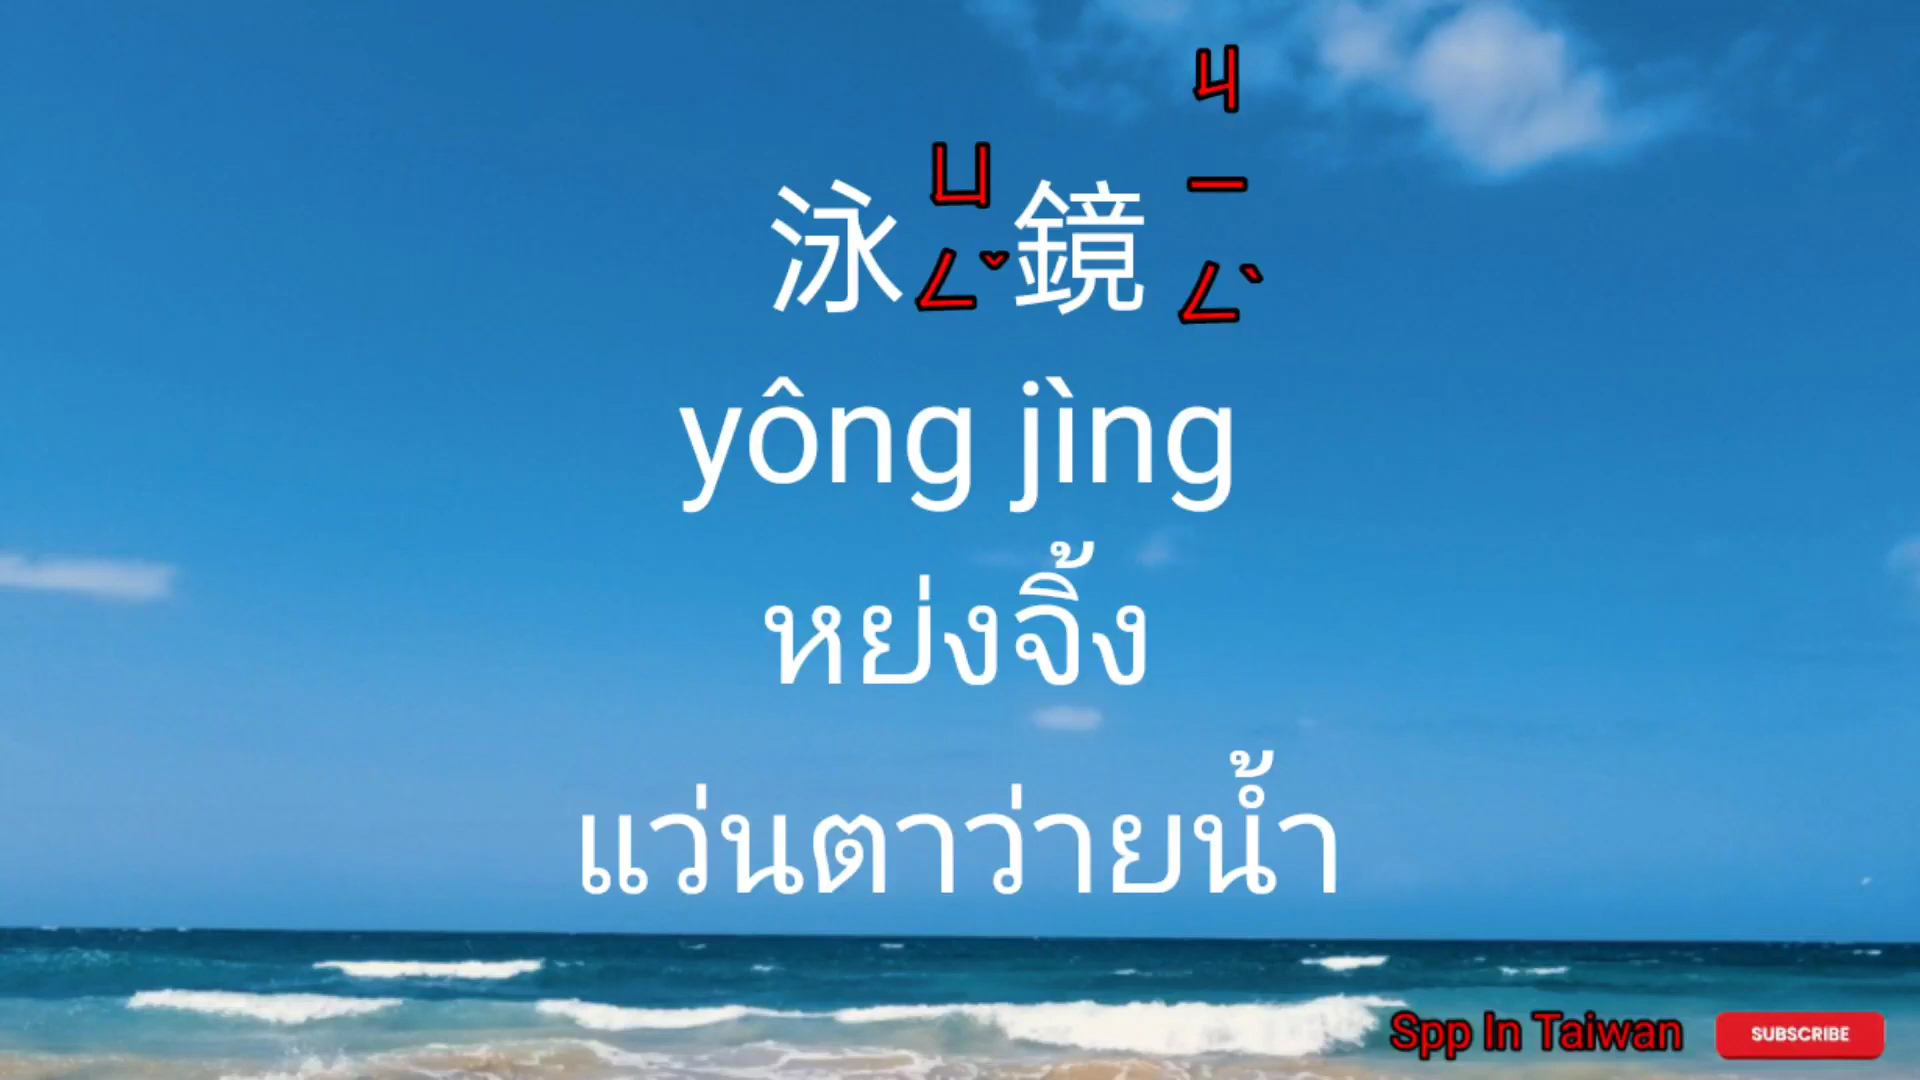 泳ㄩㄥˇ鏡ㄐㄧㄥˋ
yông jìng
หย่งจิ้ง
แว่นตาว่ายน้ำ
Spp In Taiwan
SUBSCRIBE